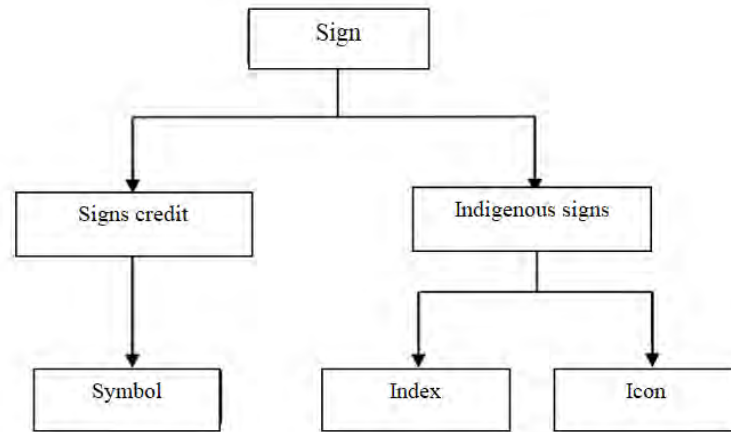 Sign
Signs credit
Indigenous signs
Symbol
Index
Icon